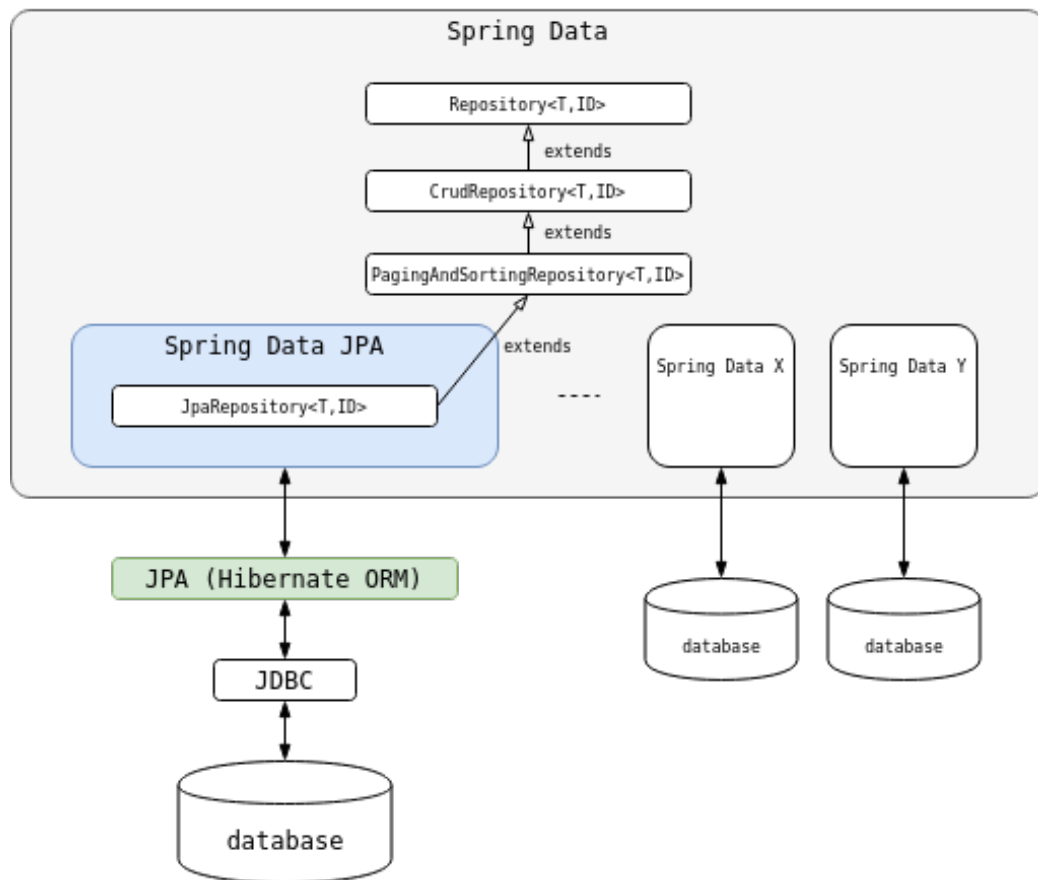 Spring Data
Repository<T,ID>
extends
CrudRepository<T,ID>
extends
PagingAndSortingRepository<T,ID>
Spring Data JPA
extends
JpaRepository<T,ID>
Spring Data X
Spring Data Y
JPA (Hibernate ORM)
JDBC
database
database
database